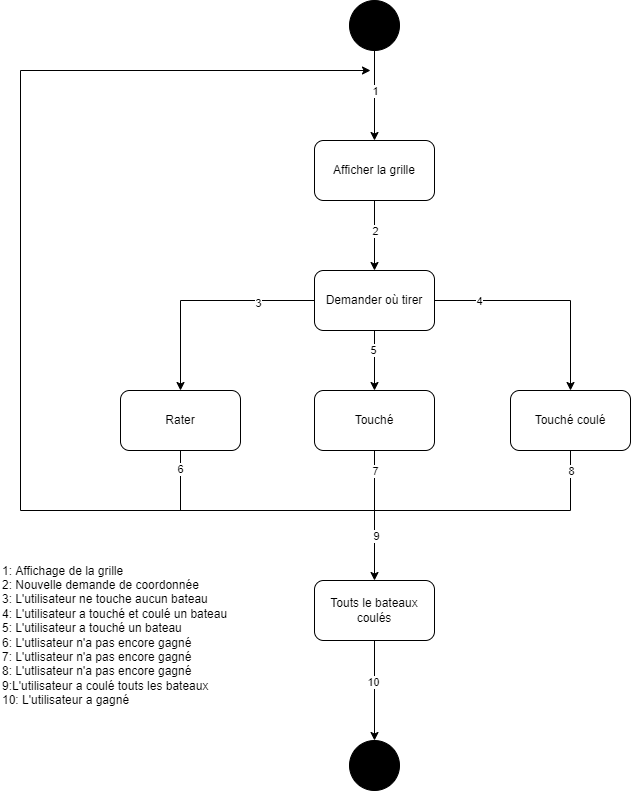 1
Afficher la grille
2
Demander où tirer
3
4
5
Rater
Touché
Touché coulé
6
7
8
9
Touts le bateaux
coulés
10
1: Affichage de la grille
2: Nouvelle demande de coordonnée
3: L'utilisateur ne touche aucun bateau
4: L'utilisateur a touché et coulé un bateau
5: L'utilisateur a touché un bateau
6: L'utlisateur n'a pas encore gagné
7: L'utlisateur n'a pas encore gagné
8: L'utlisateur n'a pas encore gagné
9:L'utilisateur a coulé touts les bateaux
10: L'utilisateur a gagné